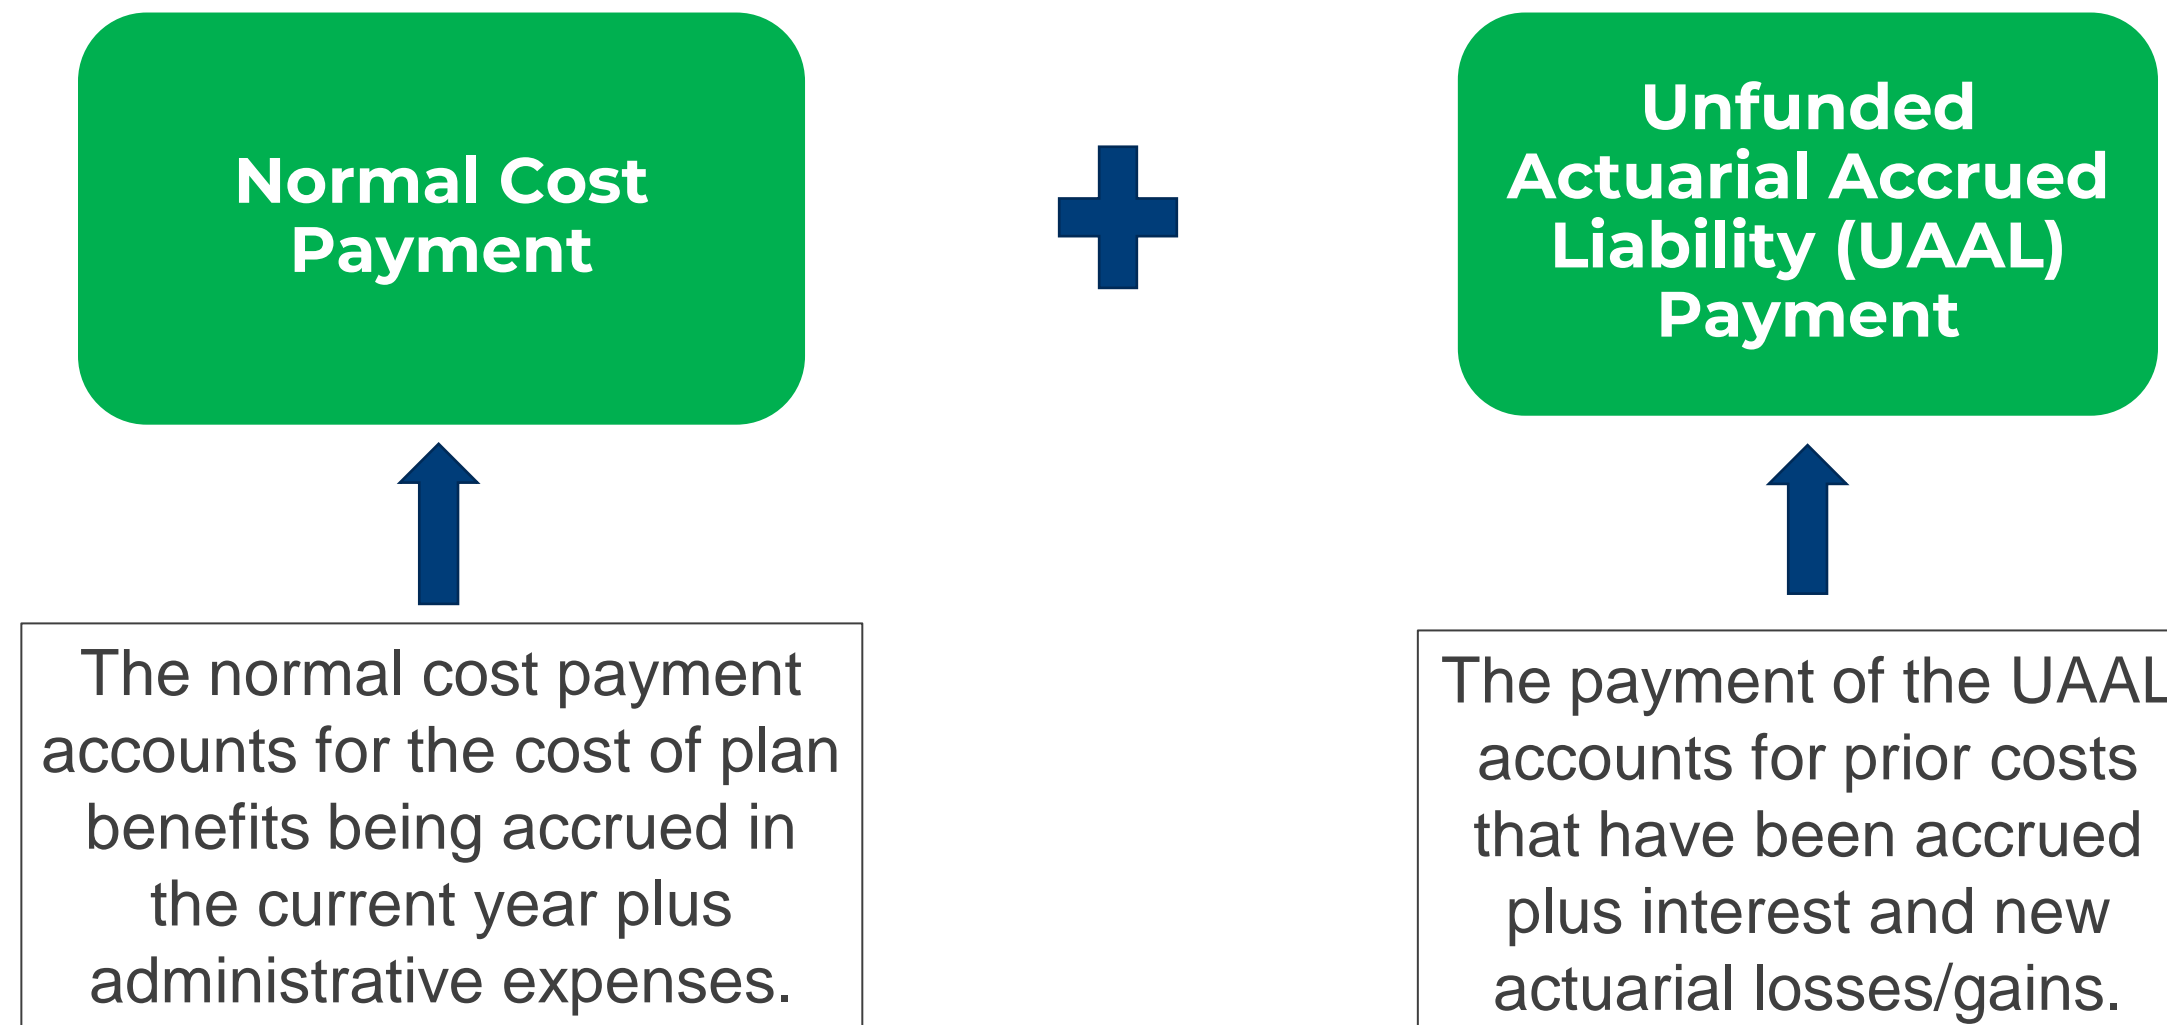 Normal Cost
Payment
Unfunded
Actuarial Accrued
Liability (UAAL)
Payment
The normal cost payment
accounts for the cost of plan
benefits being accrued in
the current year plus
administrative expenses.
The payment of the UAAL
accounts for prior costs
that have been accrued
plus interest and new
actuarial losses/gains.